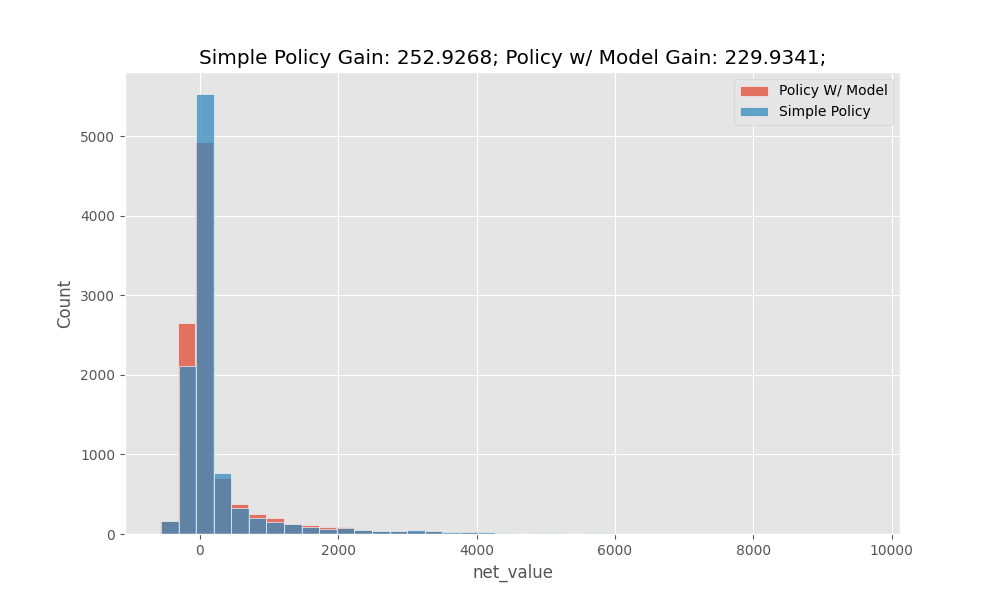 Simple Policy Gain: 252.9268; Policy w/ Model Gain: 229.9341;
Policy W/ Model
Simple Policy
5000
4000
3000
2000
1000
0
Count
0 2000 4000 6000 8000 10000
net_value